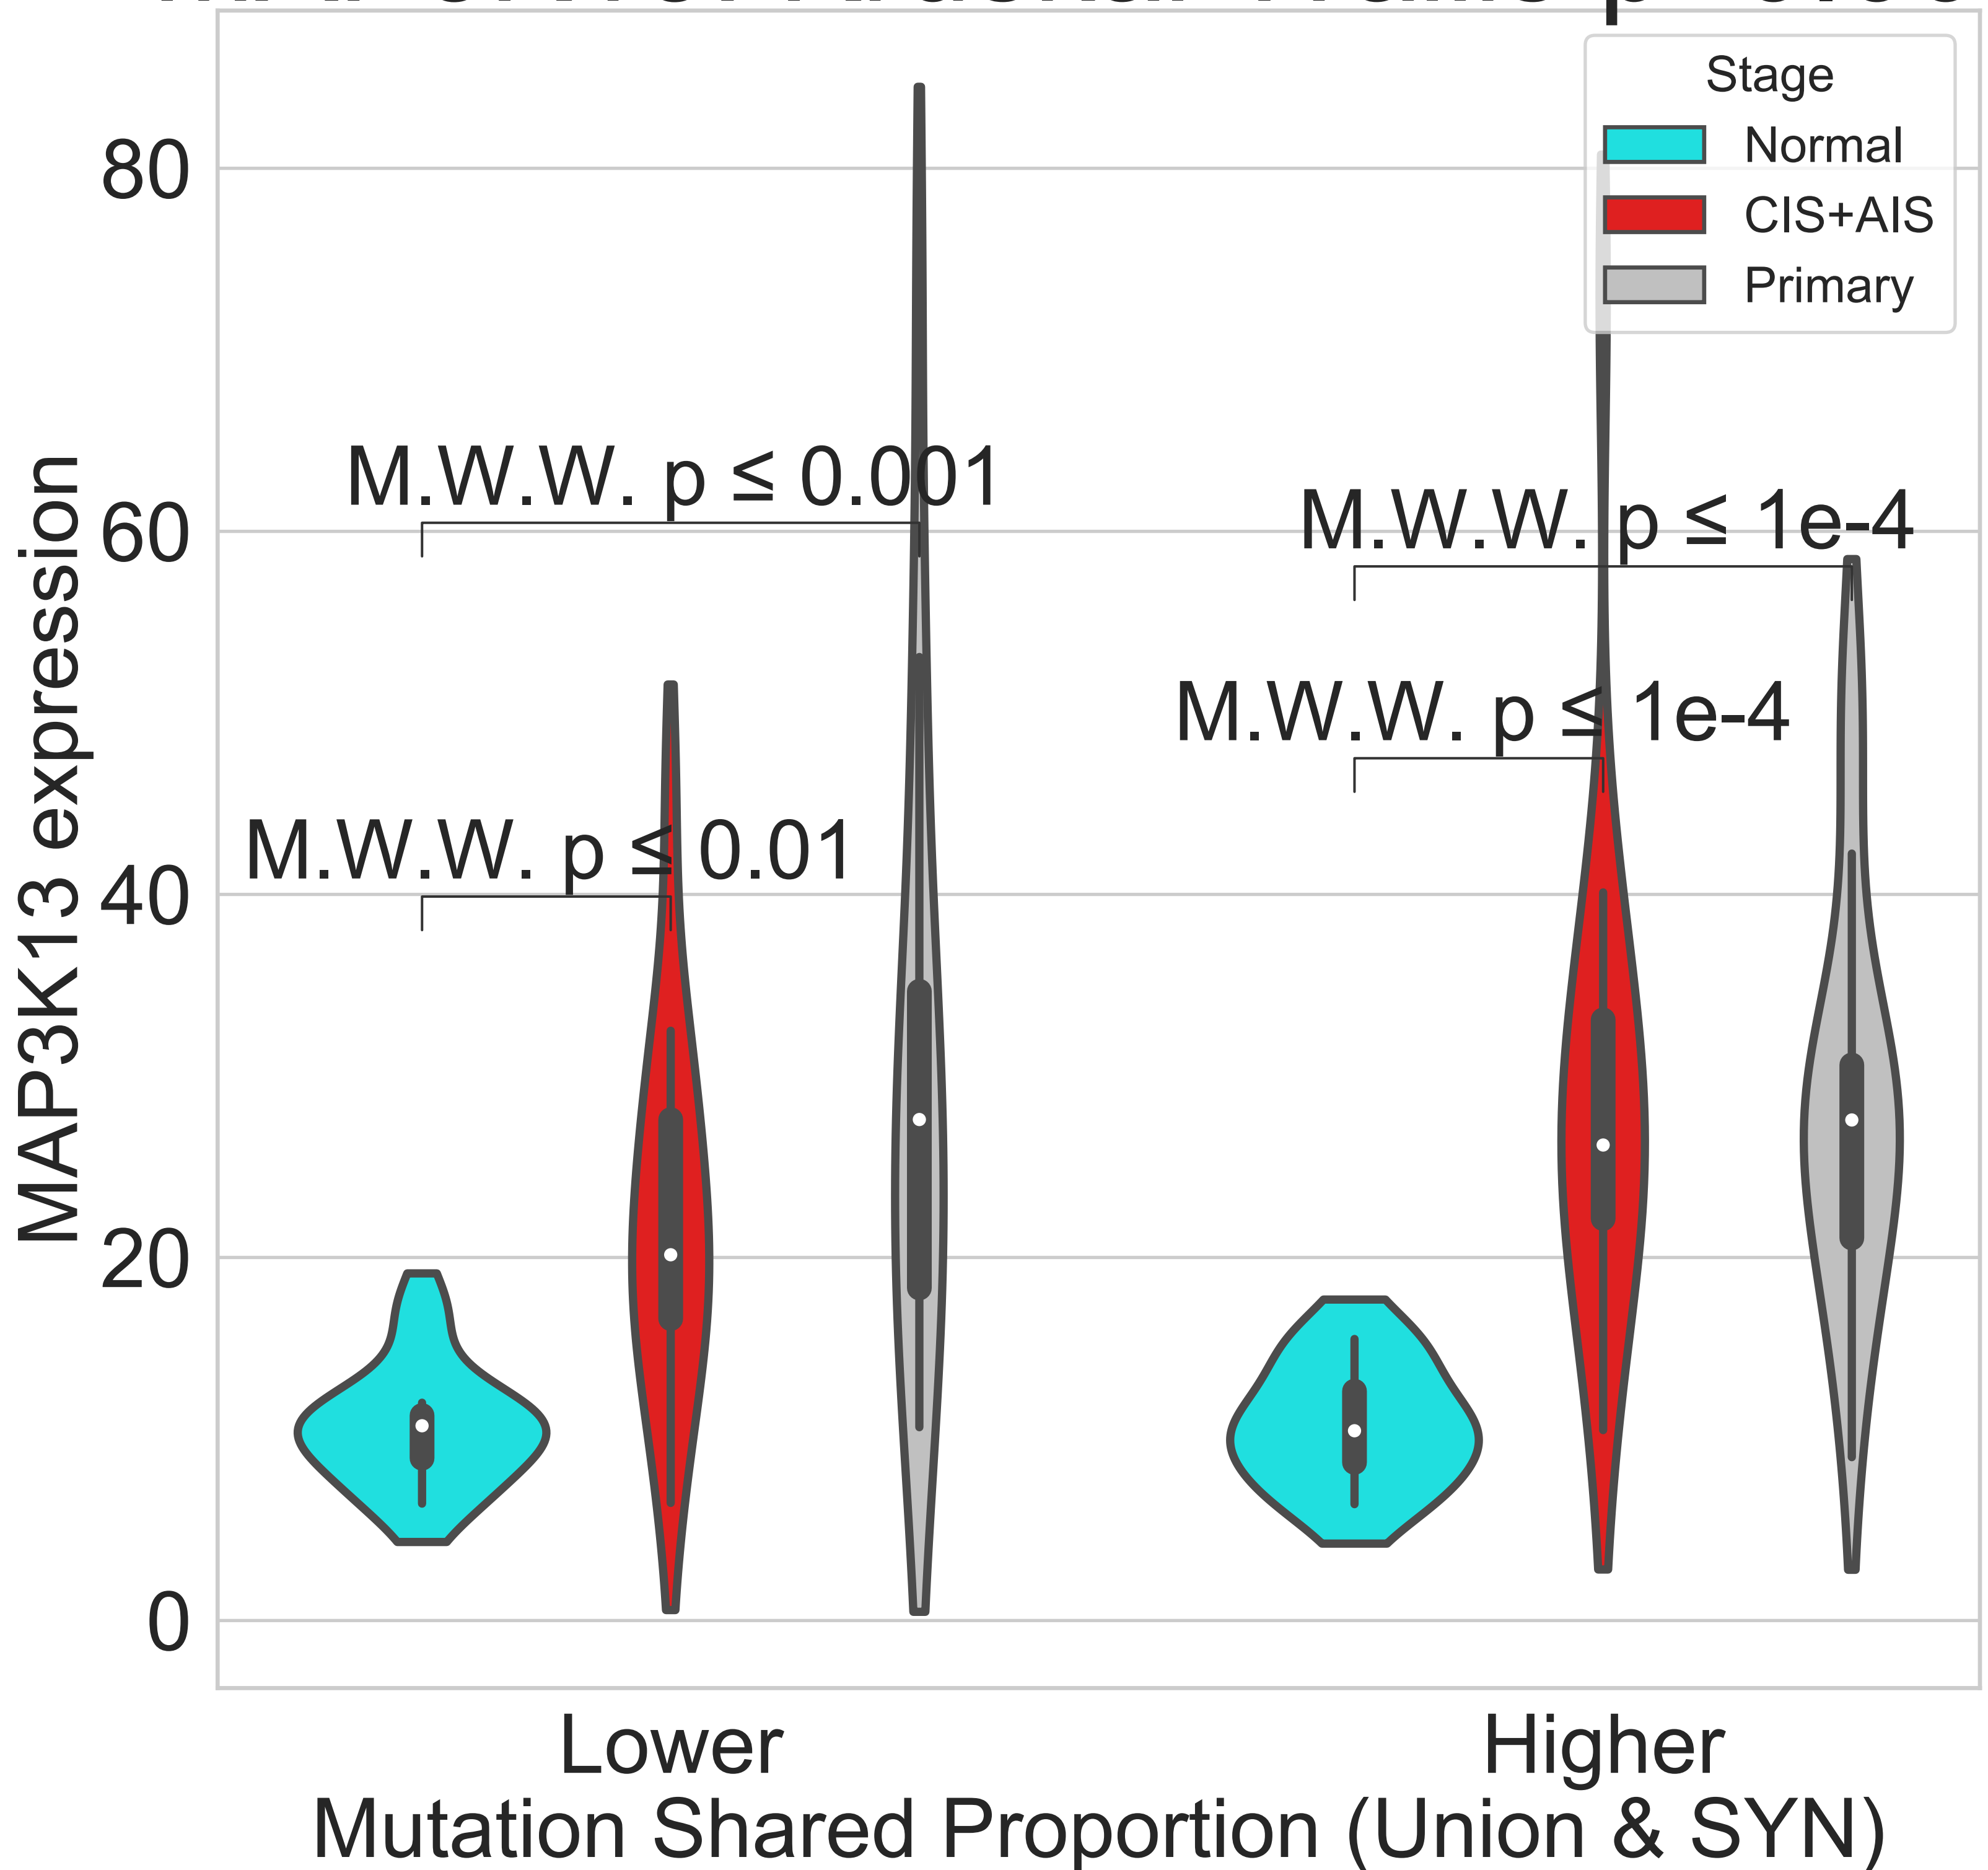 Stage
Normal
CIS+AIS
Primary
80
60
40
20
0
MAP3K13 expression
M.W.W. p ≤ 0.001
M.W.W. p ≤ 1e-4
M.W.W. p ≤ 1e-4
M.W.W. p ≤ 0.01
Lower
Higher
Mutation Shared Proportion (Union & SYN)